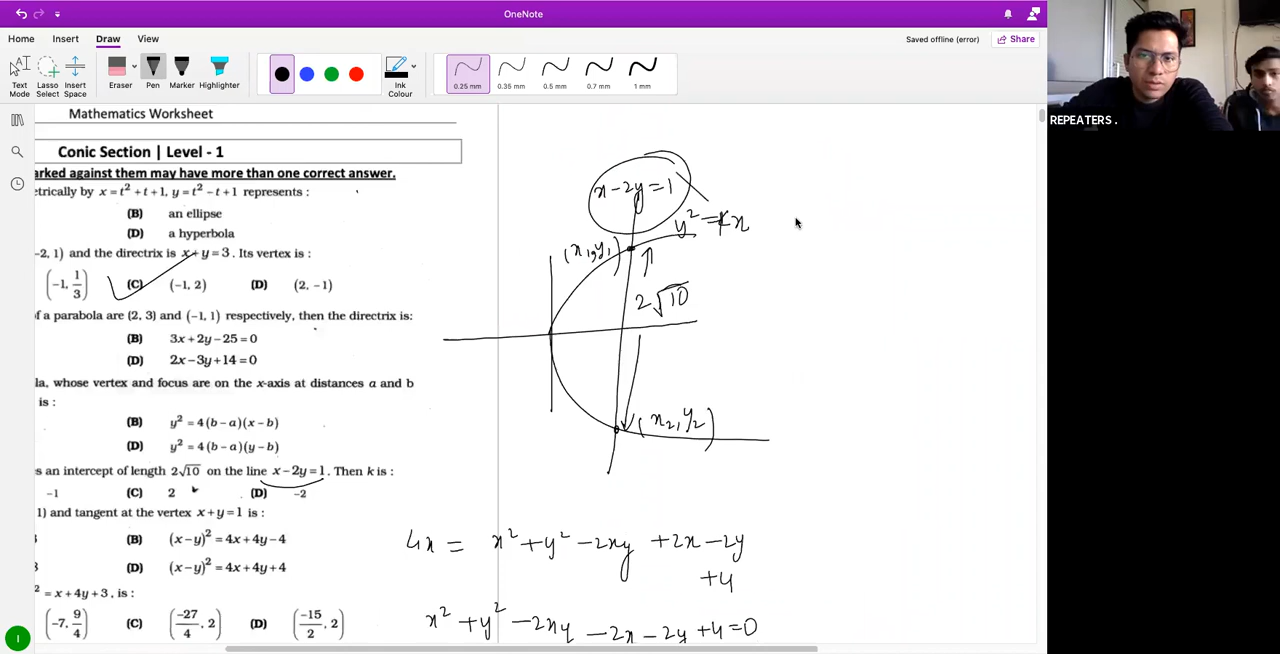 OneNote
Home
Insert
Draw
View
Saved offline (error)
Share
Text Mode
Lasso Select
Insert Space
Eraser
Pen
Marker
Highlighter
Ink Colour
0.25 mm
0.35 mm
0.5 mm
0.7 mm
1 mm
REPEATERS .
Mathematics Worksheet
Conic Section | Level - 1
arked against them may have more than one correct answer.
etrically by x = t² + t + 1, y = t² − t + 1 represents :
(B) an ellipse
(D) a hyperbola
-2, 1) and the directrix is x + y = 3. Its vertex is :
(-1, 1/3) (C) (-1, 2) (D) (2, -1)
f a parabola are (2, 3) and (-1, 1) respectively, then the directrix is:
(B) 3x + 2y − 25 = 0
(D) 2x − 3y + 14 = 0
la, whose vertex and focus are on the x-axis at distances a and b
is :
(B) y² = 4(b − a)(x − b)
(D) y² = 4(b − a)(y − b)
s an intercept of length 2√10 on the line x − 2y = 1. Then k is :
-1 (C) 2 (D) -2
1) and tangent at the vertex x + y = 1 is :
(B) (x − y)² = 4x + 4y − 4
(D) (x − y)² = 4x + 4y + 4
² = x + 4y + 3, is :
(-7, 9/4) (C) (-27/4, 2) (D) (-15/2, 2)
x − 2y = 1
y² = kx
(x₁, y₁)
2√10
(x₂, y₂)
4x = x² + y² − 2xy + 2x − 2y
+4
x² + y² − 2xy − 2x − 2y + 4 = 0
I